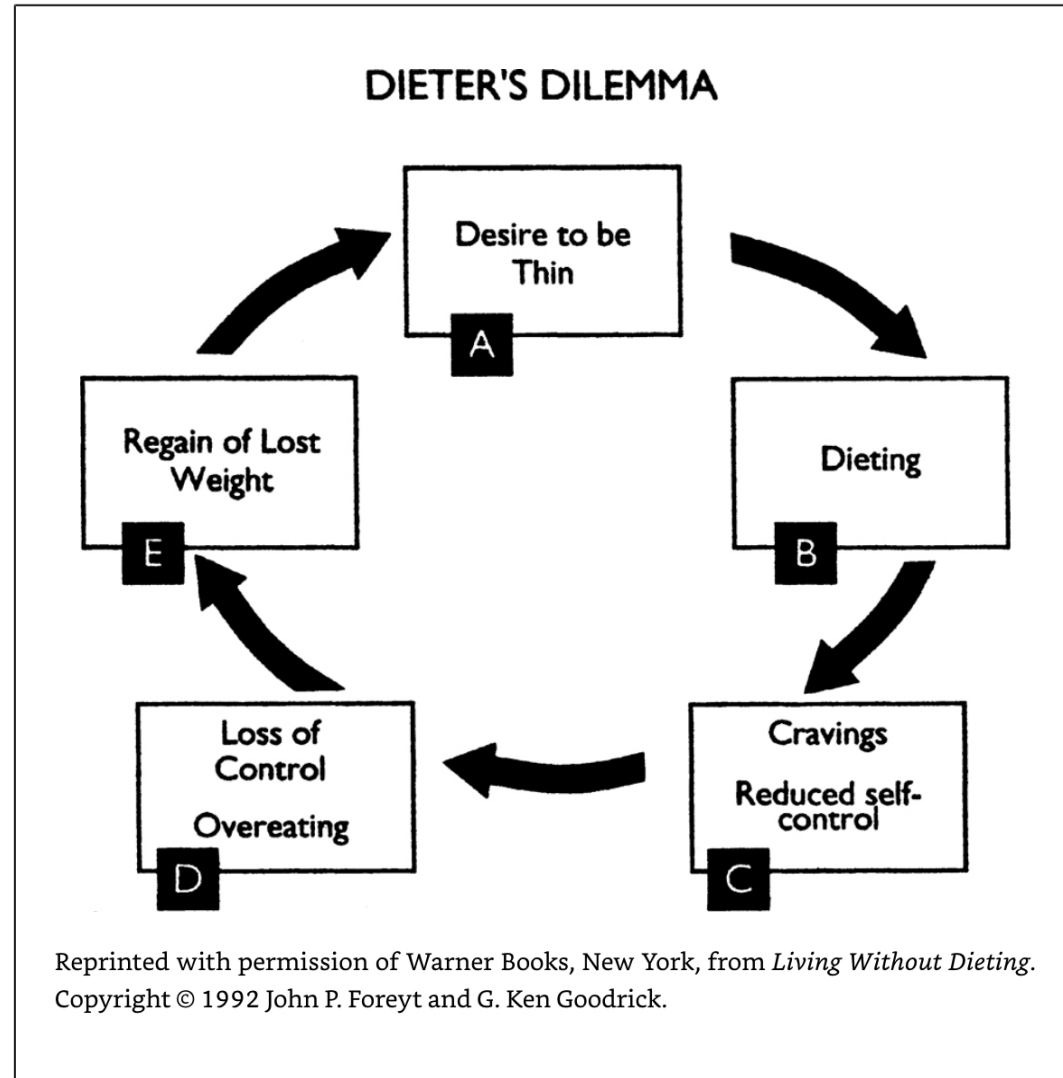 DIETER'S DILEMMA
Desire to be
Thin
A
Dieting
B
Cravings
Reduced self-
control
C
Loss of
Control
Overeating
D
Regain of Lost
Weight
E
Reprinted with permission of Warner Books, New York, from Living Without Dieting.
Copyright © 1992 John P. Foreyt and G. Ken Goodrick.